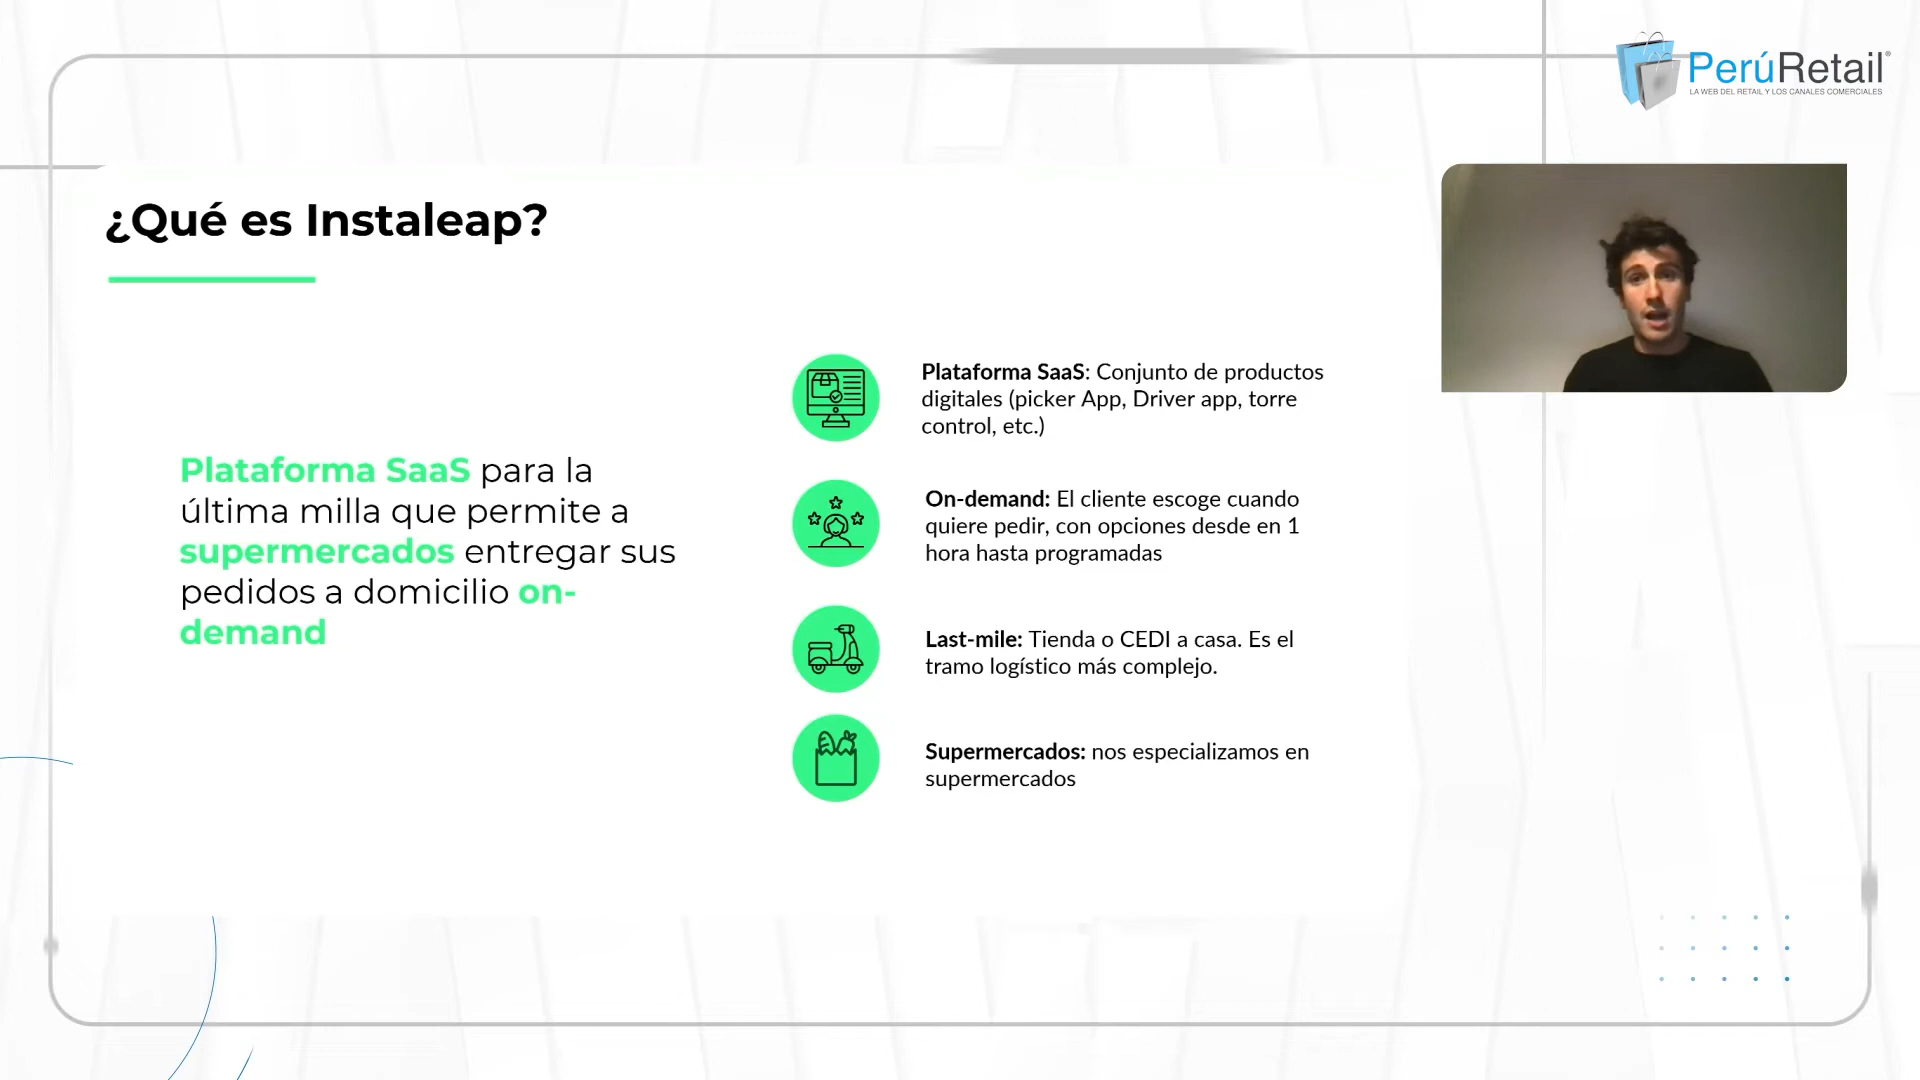 PerúRetail®
LA WEB DEL RETAIL Y LOS CANALES COMERCIALES
¿Qué es Instaleap?
Plataforma SaaS para la
última milla que permite a
supermercados entregar sus
pedidos a domicilio on-
demand
Plataforma SaaS: Conjunto de productos
digitales (picker App, Driver app, torre
control, etc.)
On-demand: El cliente escoge cuando
quiere pedir, con opciones desde en 1
hora hasta programadas
Last-mile: Tienda o CEDI a casa. Es el
tramo logístico más complejo.
Supermercados: nos especializamos en
supermercados